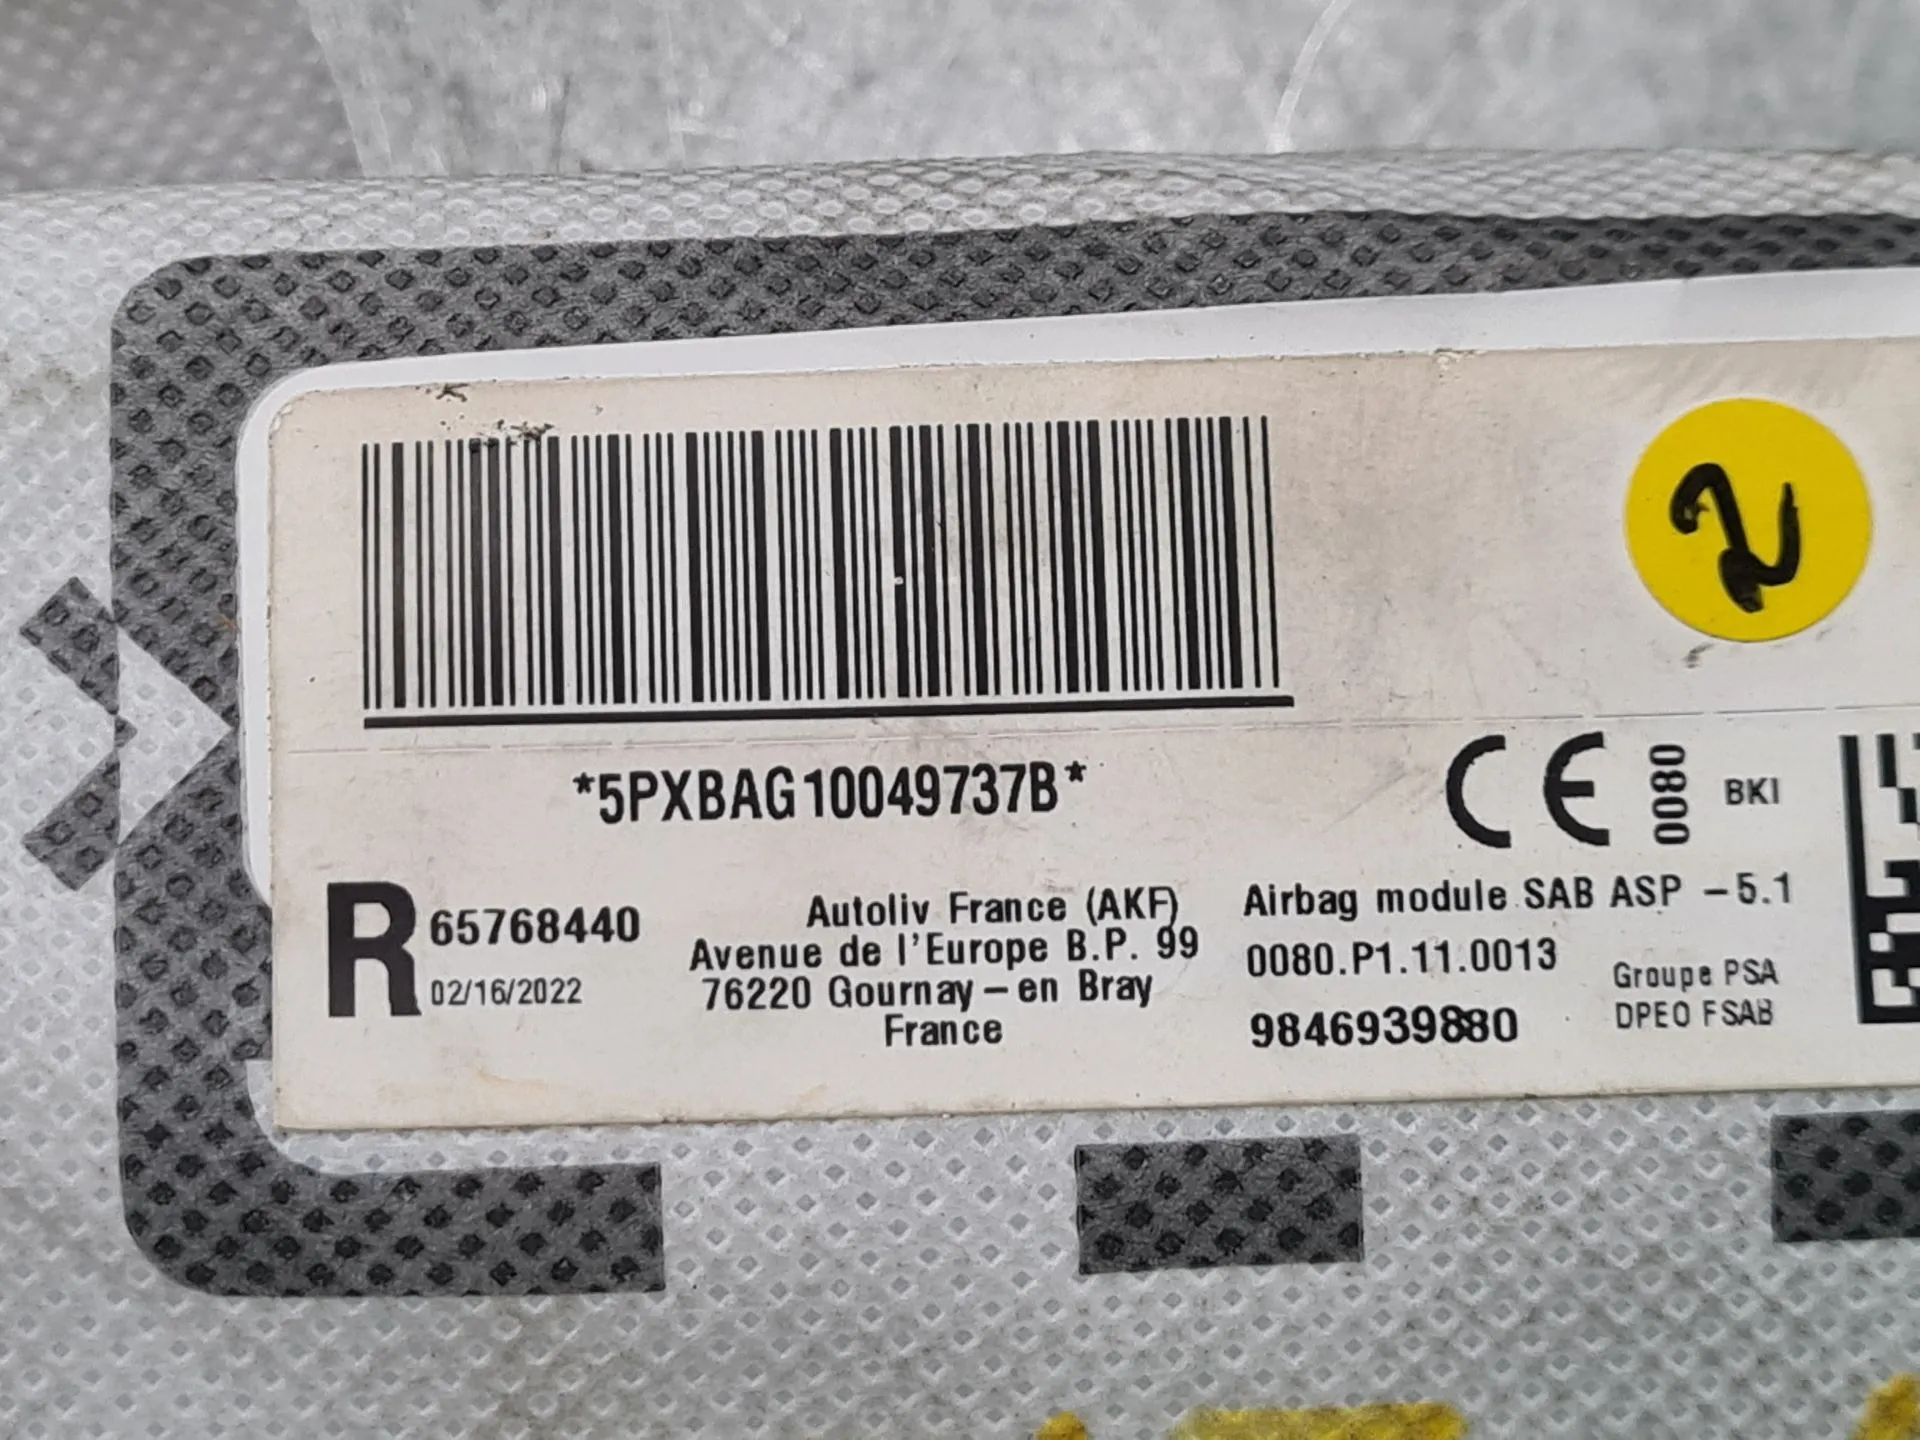 2
*5PXBAG10049737B*
CE 0080 BKI
R 65768440
02/16/2022
Autoliv France (AKF)
Avenue de l'Europe B.P. 99
76220 Gournay-en Bray
France
Airbag module SAB ASP -5.1
0080.P1.11.0013
9846939880
Groupe PSA
DPEO FSAB